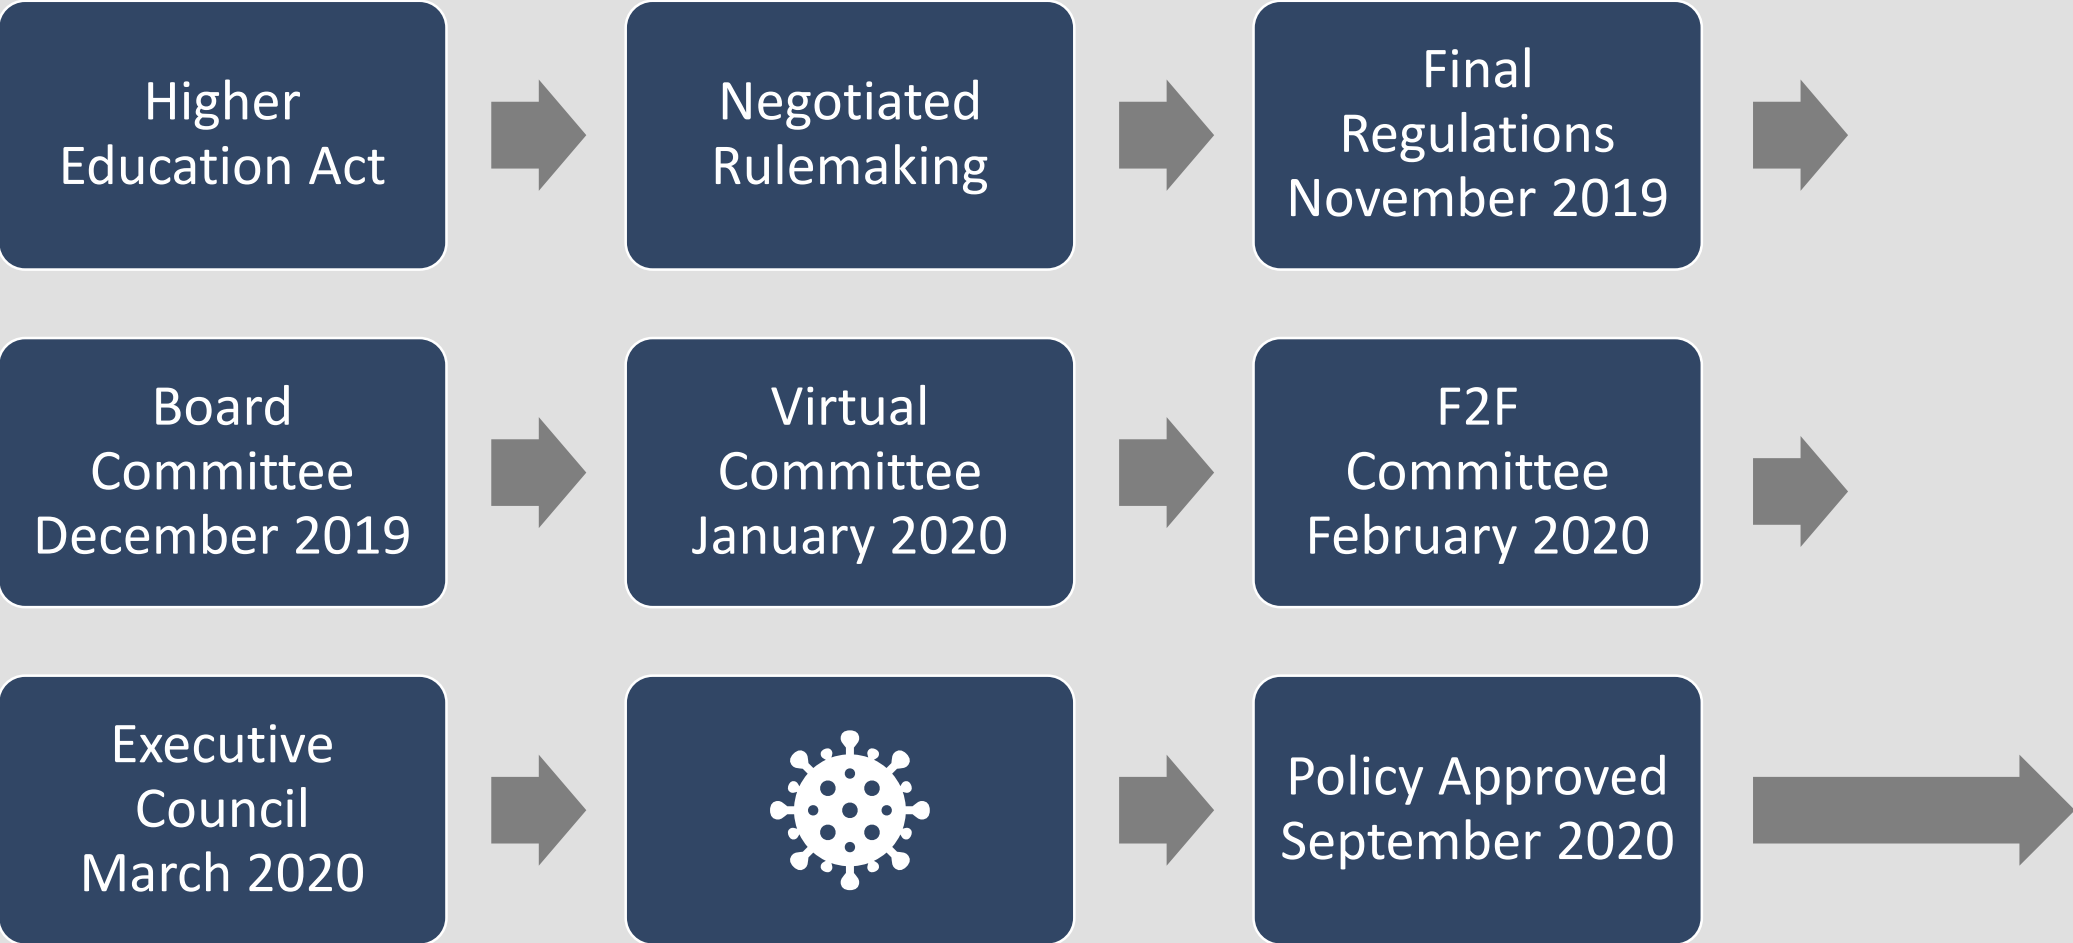 Higher
Education Act
Negotiated
Rulemaking
Final
Regulations
November 2019
Board
Committee
December 2019
Virtual
Committee
January 2020
F2F
Committee
February 2020
Executive
Council
March 2020
Policy Approved
September 2020